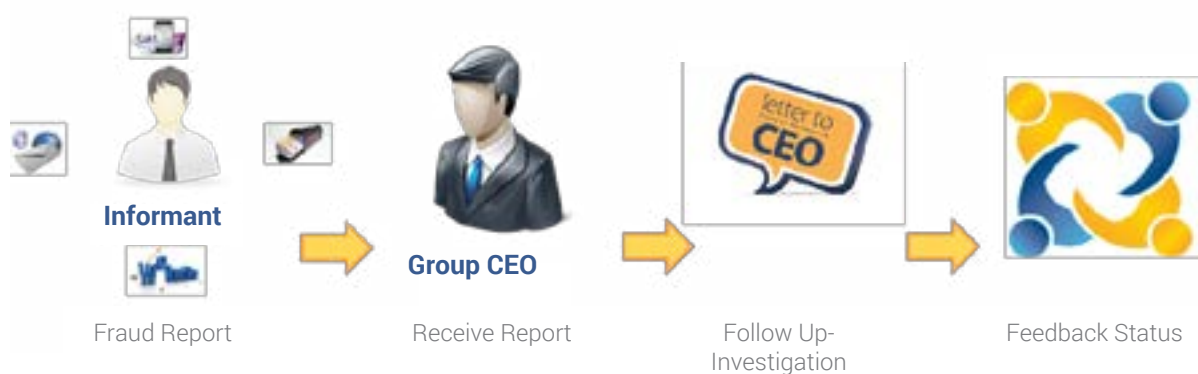 letter to
CEO
Informant
Group CEO
Fraud Report
Receive Report
Follow Up-
Investigation
Feedback Status